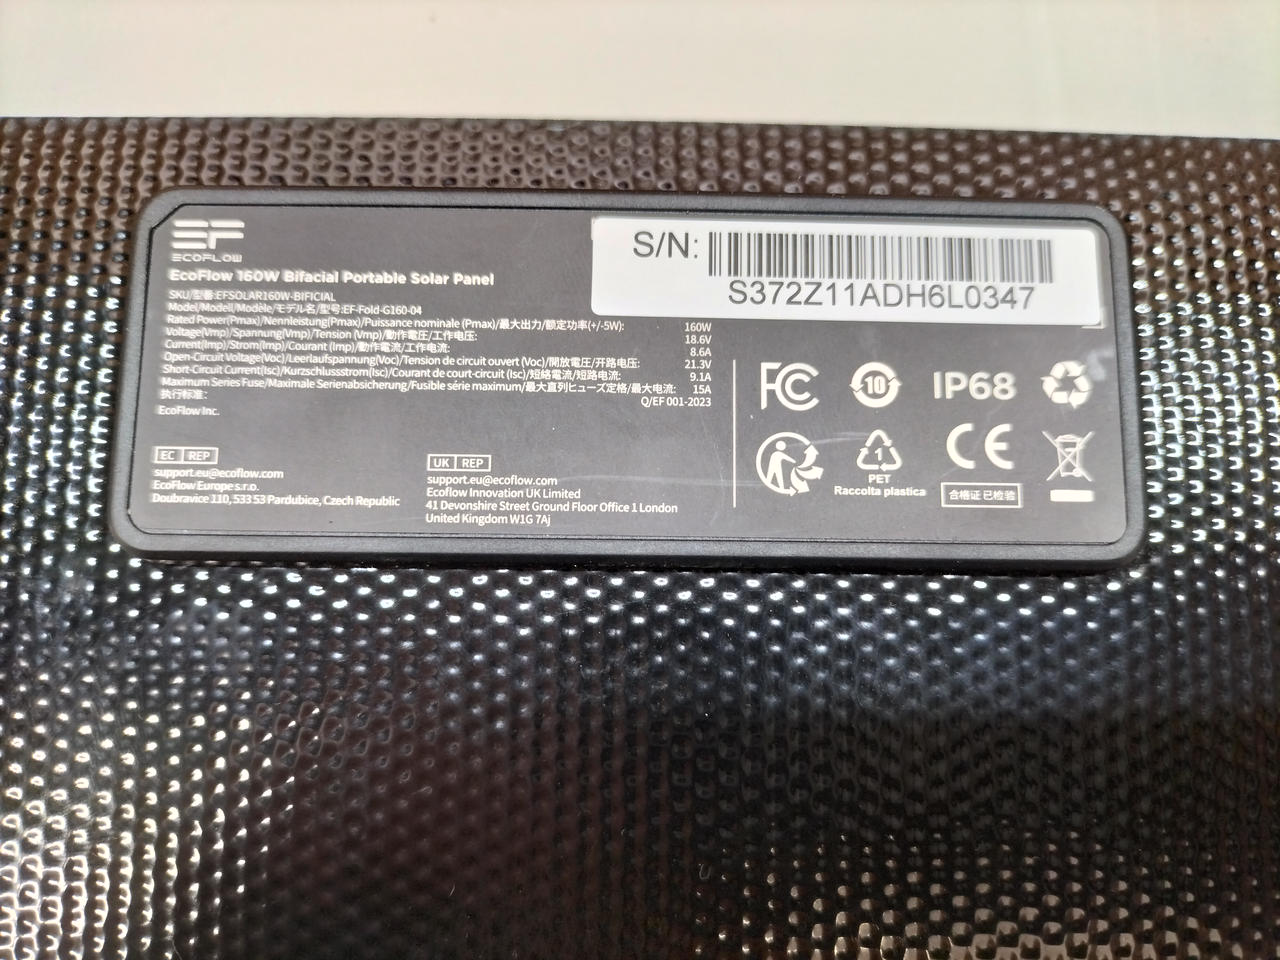 EF
ECOFLOW
EcoFlow 160W Bifacial Portable Solar Panel
SKU/型番:EFSOLAR160W-BIFICIAL
Model/Modell/Modèle/モデル名/型号:EF-Fold-G160-04
Rated Power(Pmax)/Nennleistung(Pmax)/Puissance nominale (Pmax)/最大出力/额定功率(+/-5W): 160W
Voltage(Vmp)/Spannung(Vmp)/Tension (Vmp)/動作電圧/工作电压: 18.6V
Current(Imp)/Strom(Imp)/Courant (Imp)/動作電流/工作电流: 8.6A
Open-Circuit Voltage(Voc)/Leerlaufspannung(Voc)/Tension de circuit ouvert (Voc)/開放電圧/开路电压: 21.3V
Short-Circuit Current(Isc)/Kurzschlussstrom(Isc)/Courant de court-circuit (Isc)/短絡電流/短路电流: 9.1A
Maximum Series Fuse/Maximale Serienabsicherung/Fusible série maximum/最大直列ヒューズ定格/最大电流: 15A
执行标准: Q/EF 001-2023
EcoFlow Inc.
EC REP
support.eu@ecoflow.com
EcoFlow Europe s.r.o.
Doubravice 110, 533 53 Pardubice, Czech Republic
UK REP
support.eu@ecoflow.com
Ecoflow Innovation UK Limited
41 Devonshire Street Ground Floor Office 1 London
United Kingdom W1G 7Aj
S/N:
S372Z11ADH6L0347
FC
10
IP68
1
PET
Raccolta plastica
CE
合格证 已检验